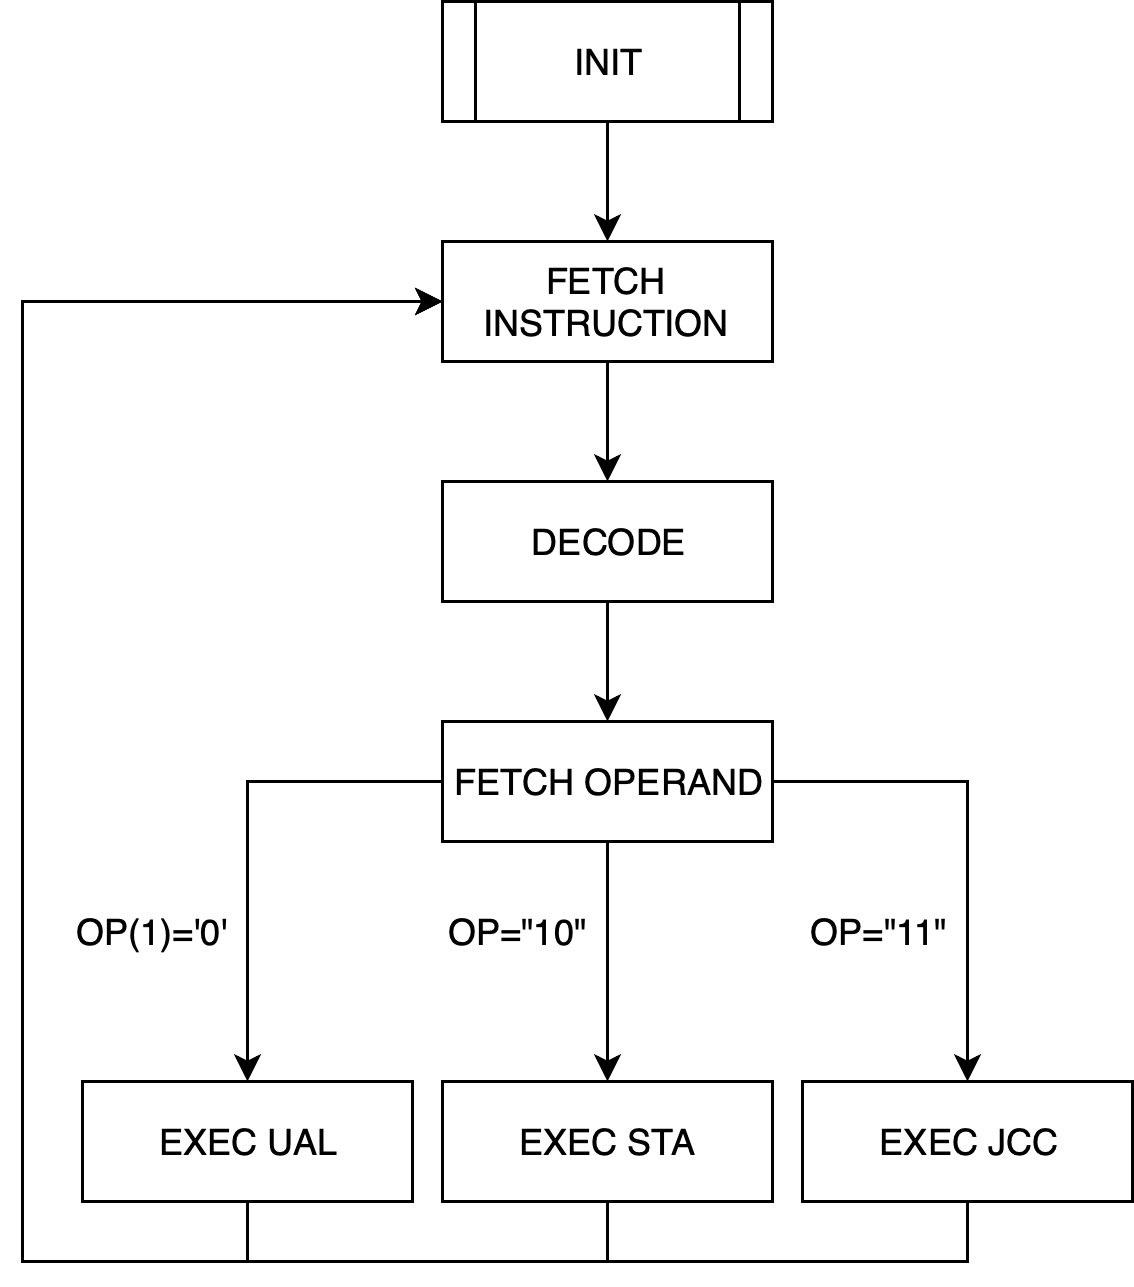 INIT
FETCH
INSTRUCTION
DECODE
FETCH OPERAND
OP(1)='0'
OP="10"
OP="11"
EXEC UAL
EXEC STA
EXEC JCC